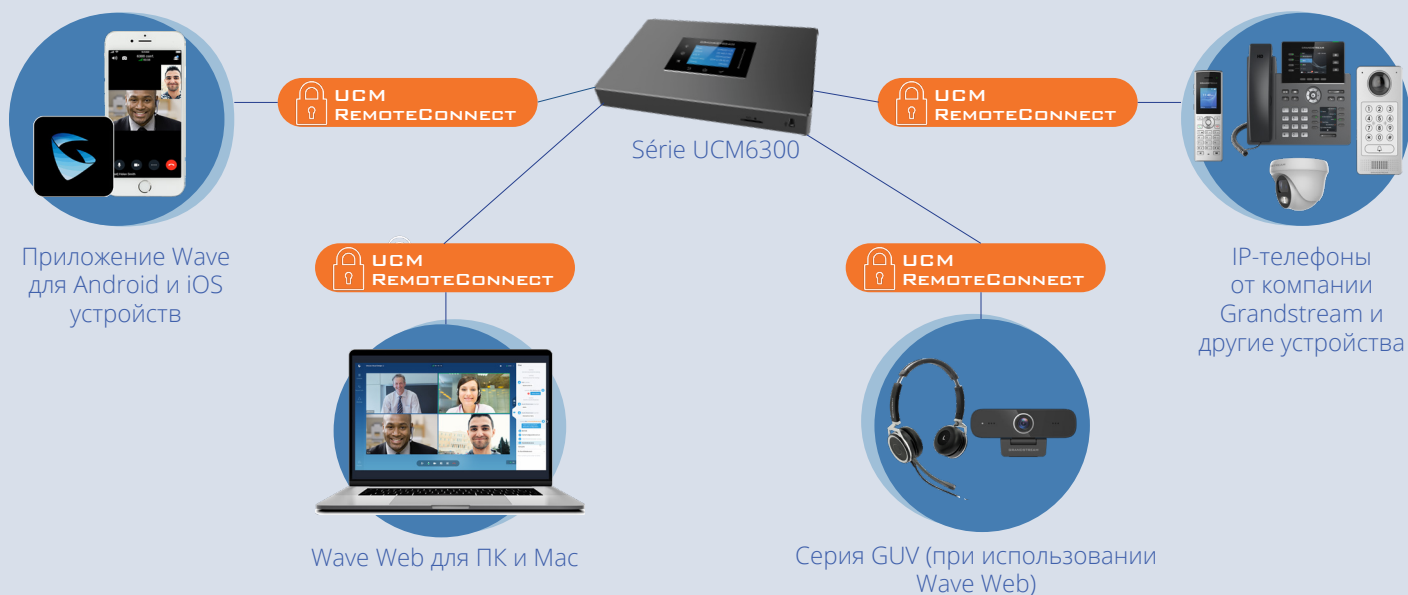 UCM
REMOTECONNECT
UCM
REMOTECONNECT
Série UCM6300
Приложение Wave
для Android и iOS
устройств
UCM
REMOTECONNECT
UCM
REMOTECONNECT
IP-телефоны
от компании
Grandstream и
другие устройства
Wave Web для ПК и Mac
Серия GUV (при использовании
Wave Web)